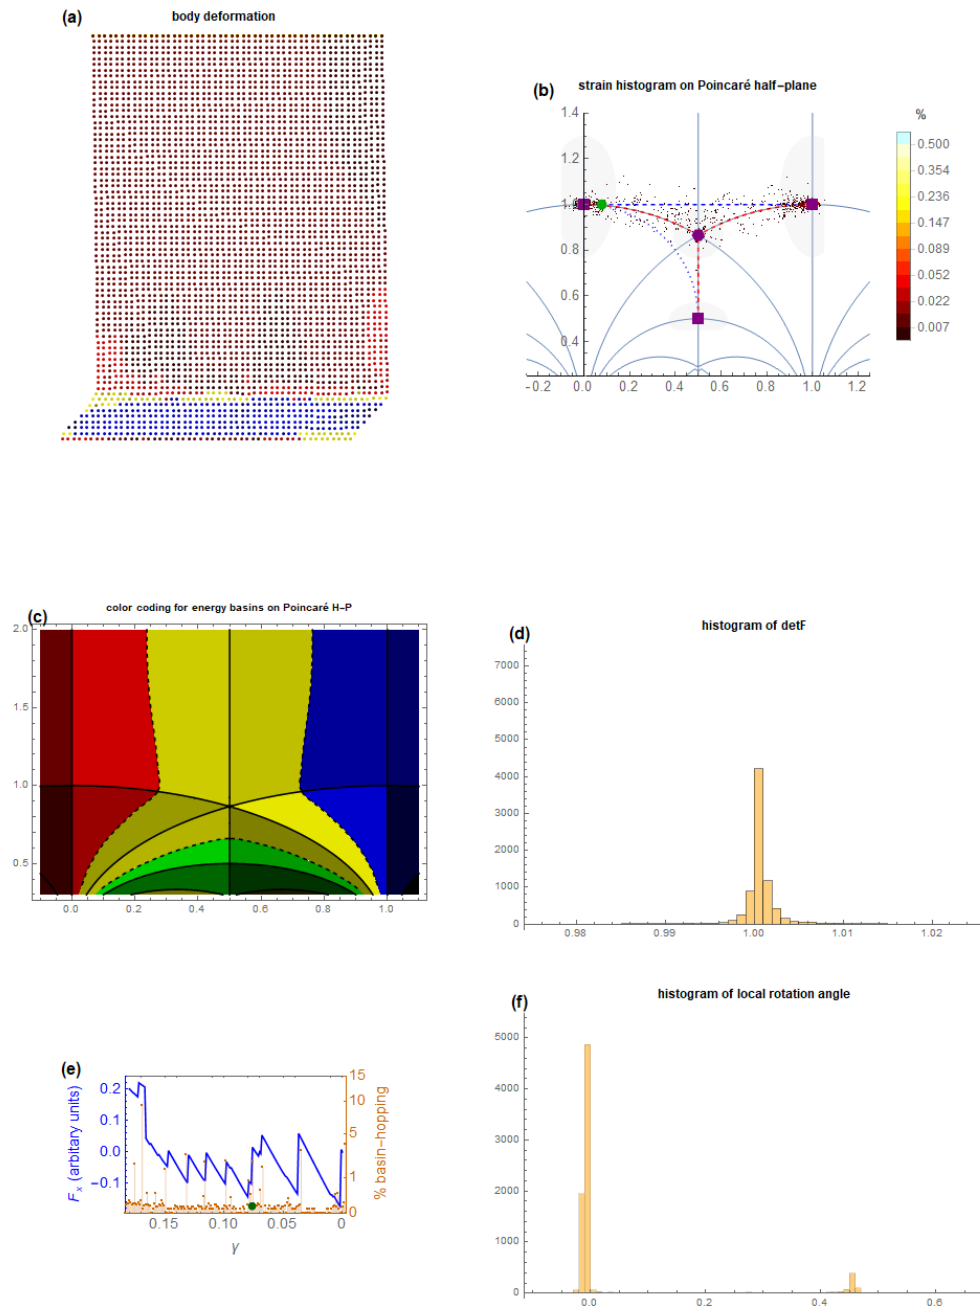 (a)
body deformation
(b)
strain histogram on Poincaré half-plane
1.4
1.2
1.0
0.8
0.6
0.4
-0.2 0.0 0.2 0.4 0.6 0.8 1.0 1.2
%
0.500
0.354
0.236
0.147
0.089
0.052
0.022
0.007
(c)
color coding for energy basins on Poincaré H-P
2.0
1.5
1.0
0.5
0.0 0.2 0.4 0.6 0.8 1.0
(d)
histogram of detF
7000
6000
5000
4000
3000
2000
1000
0
0.98 0.99 1.00 1.01 1.02
(e)
F_x (arbitary units)
0.2
0.1
0.0
-0.1
0.15 0.10 0.05 0
γ
15
10
5
1
0
% basin-hopping
(f)
histogram of local rotation angle
5000
4000
3000
2000
1000
0
0.0 0.2 0.4 0.6